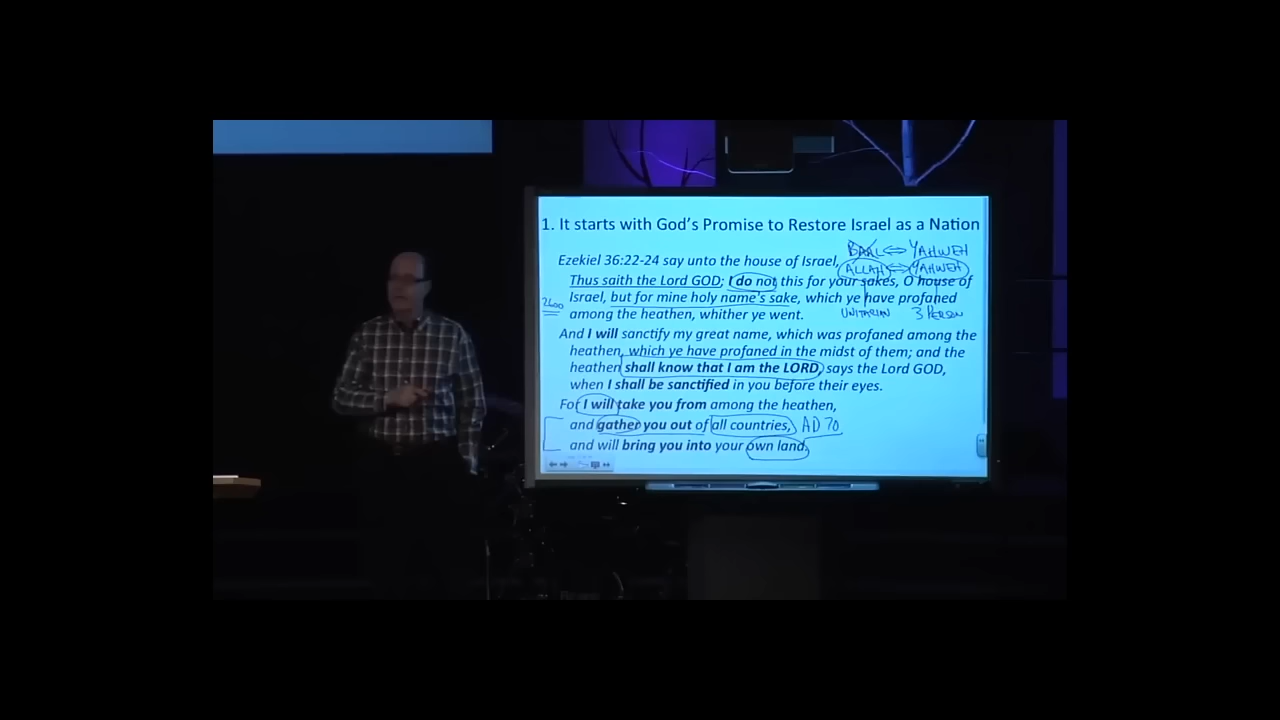 1. It starts with God's Promise to Restore Israel as a Nation
BAAL ⇔ YAHWEH
Ezekiel 36:22-24 say unto the house of Israel,
ALLAH ⇔ YAHWEH
Thus saith the Lord GOD; I do not this for your sakes, O house of
Israel, but for mine holy name's sake, which ye have profaned
2600
among the heathen, whither ye went.
UNITARIAN 3 PERSON
And I will sanctify my great name, which was profaned among the
heathen, which ye have profaned in the midst of them; and the
heathen shall know that I am the LORD, says the Lord GOD,
when I shall be sanctified in you before their eyes.
For I will take you from among the heathen,
and gather you out of all countries, AD 70
and will bring you into your own land.